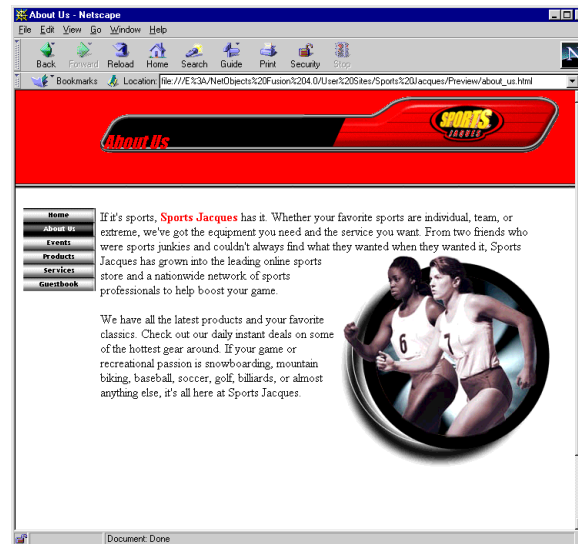 About Us - Netscape
File Edit View Go Window Help
Back Forward Reload Home Search Guide Print Security Stop
N
Bookmarks Location: file:///E%3A/NetObjects%20Fusion%204.0/User%20Sites/Sports%20Jacques/Preview/about_us.html
SPORTS
JAQUES
About Us
Home
About Us
Events
Products
Services
Guestbook
If it's sports, Sports Jacques has it. Whether your favorite sports are individual, team, or
extreme, we've got the equipment you need and the service you want. From two friends who
were sports junkies and couldn't always find what they wanted when they wanted it, Sports
Jacques has grown into the leading online sports
store and a nationwide network of sports
professionals to help boost your game.
We have all the latest products and your favorite
classics. Check out our daily instant deals on some
of the hottest gear around. If your game or
recreational passion is snowboarding, mountain
biking, baseball, soccer, golf, billiards, or almost
anything else, it's all here at Sports Jacques.
6
7
Document: Done